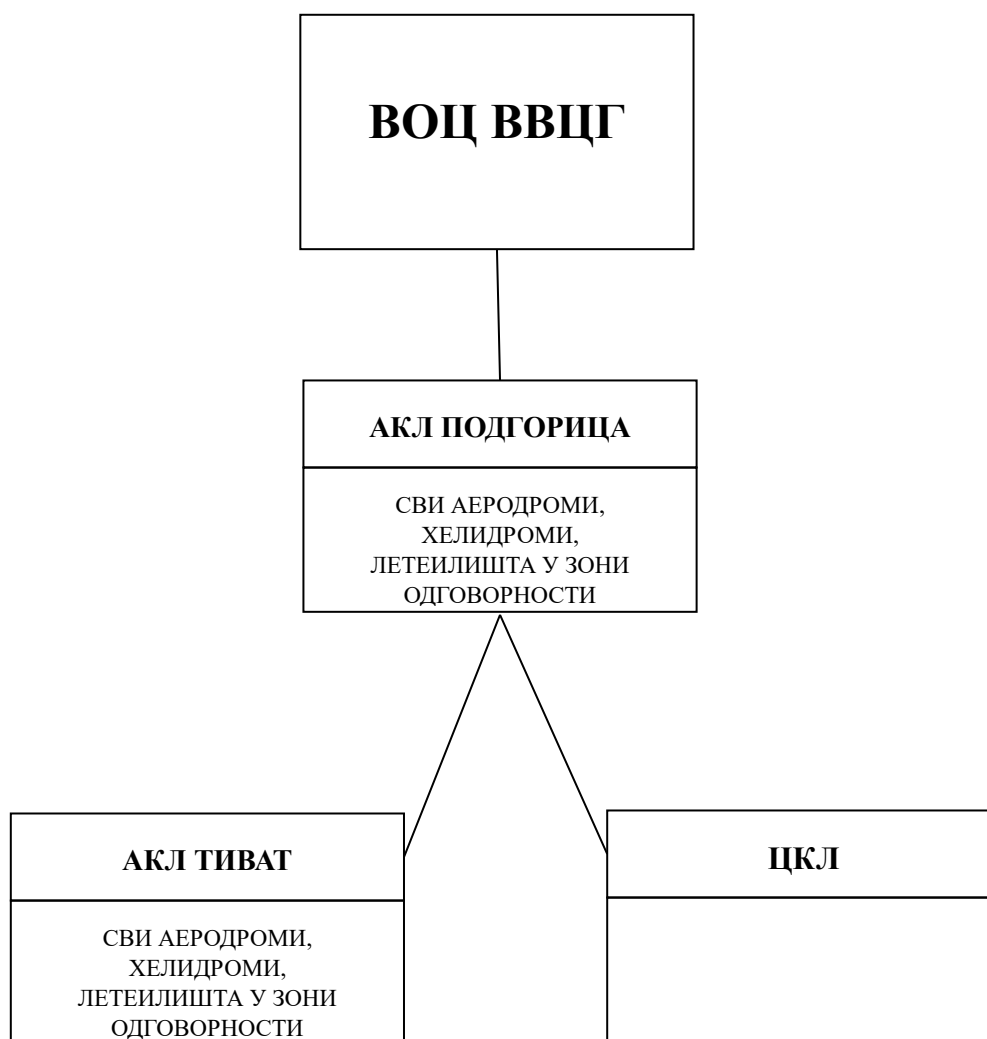 ВОЦ ВВЦГ
АКЛ ПОДГОРИЦА
СВИ АЕРОДРОМИ,
ХЕЛИДРОМИ,
ЛЕТЕИЛИШТА У ЗОНИ
ОДГОВОРНОСТИ
АКЛ ТИВАТ
СВИ АЕРОДРОМИ,
ХЕЛИДРОМИ,
ЛЕТЕИЛИШТА У ЗОНИ
ОДГОВОРНОСТИ
ЦКЛ